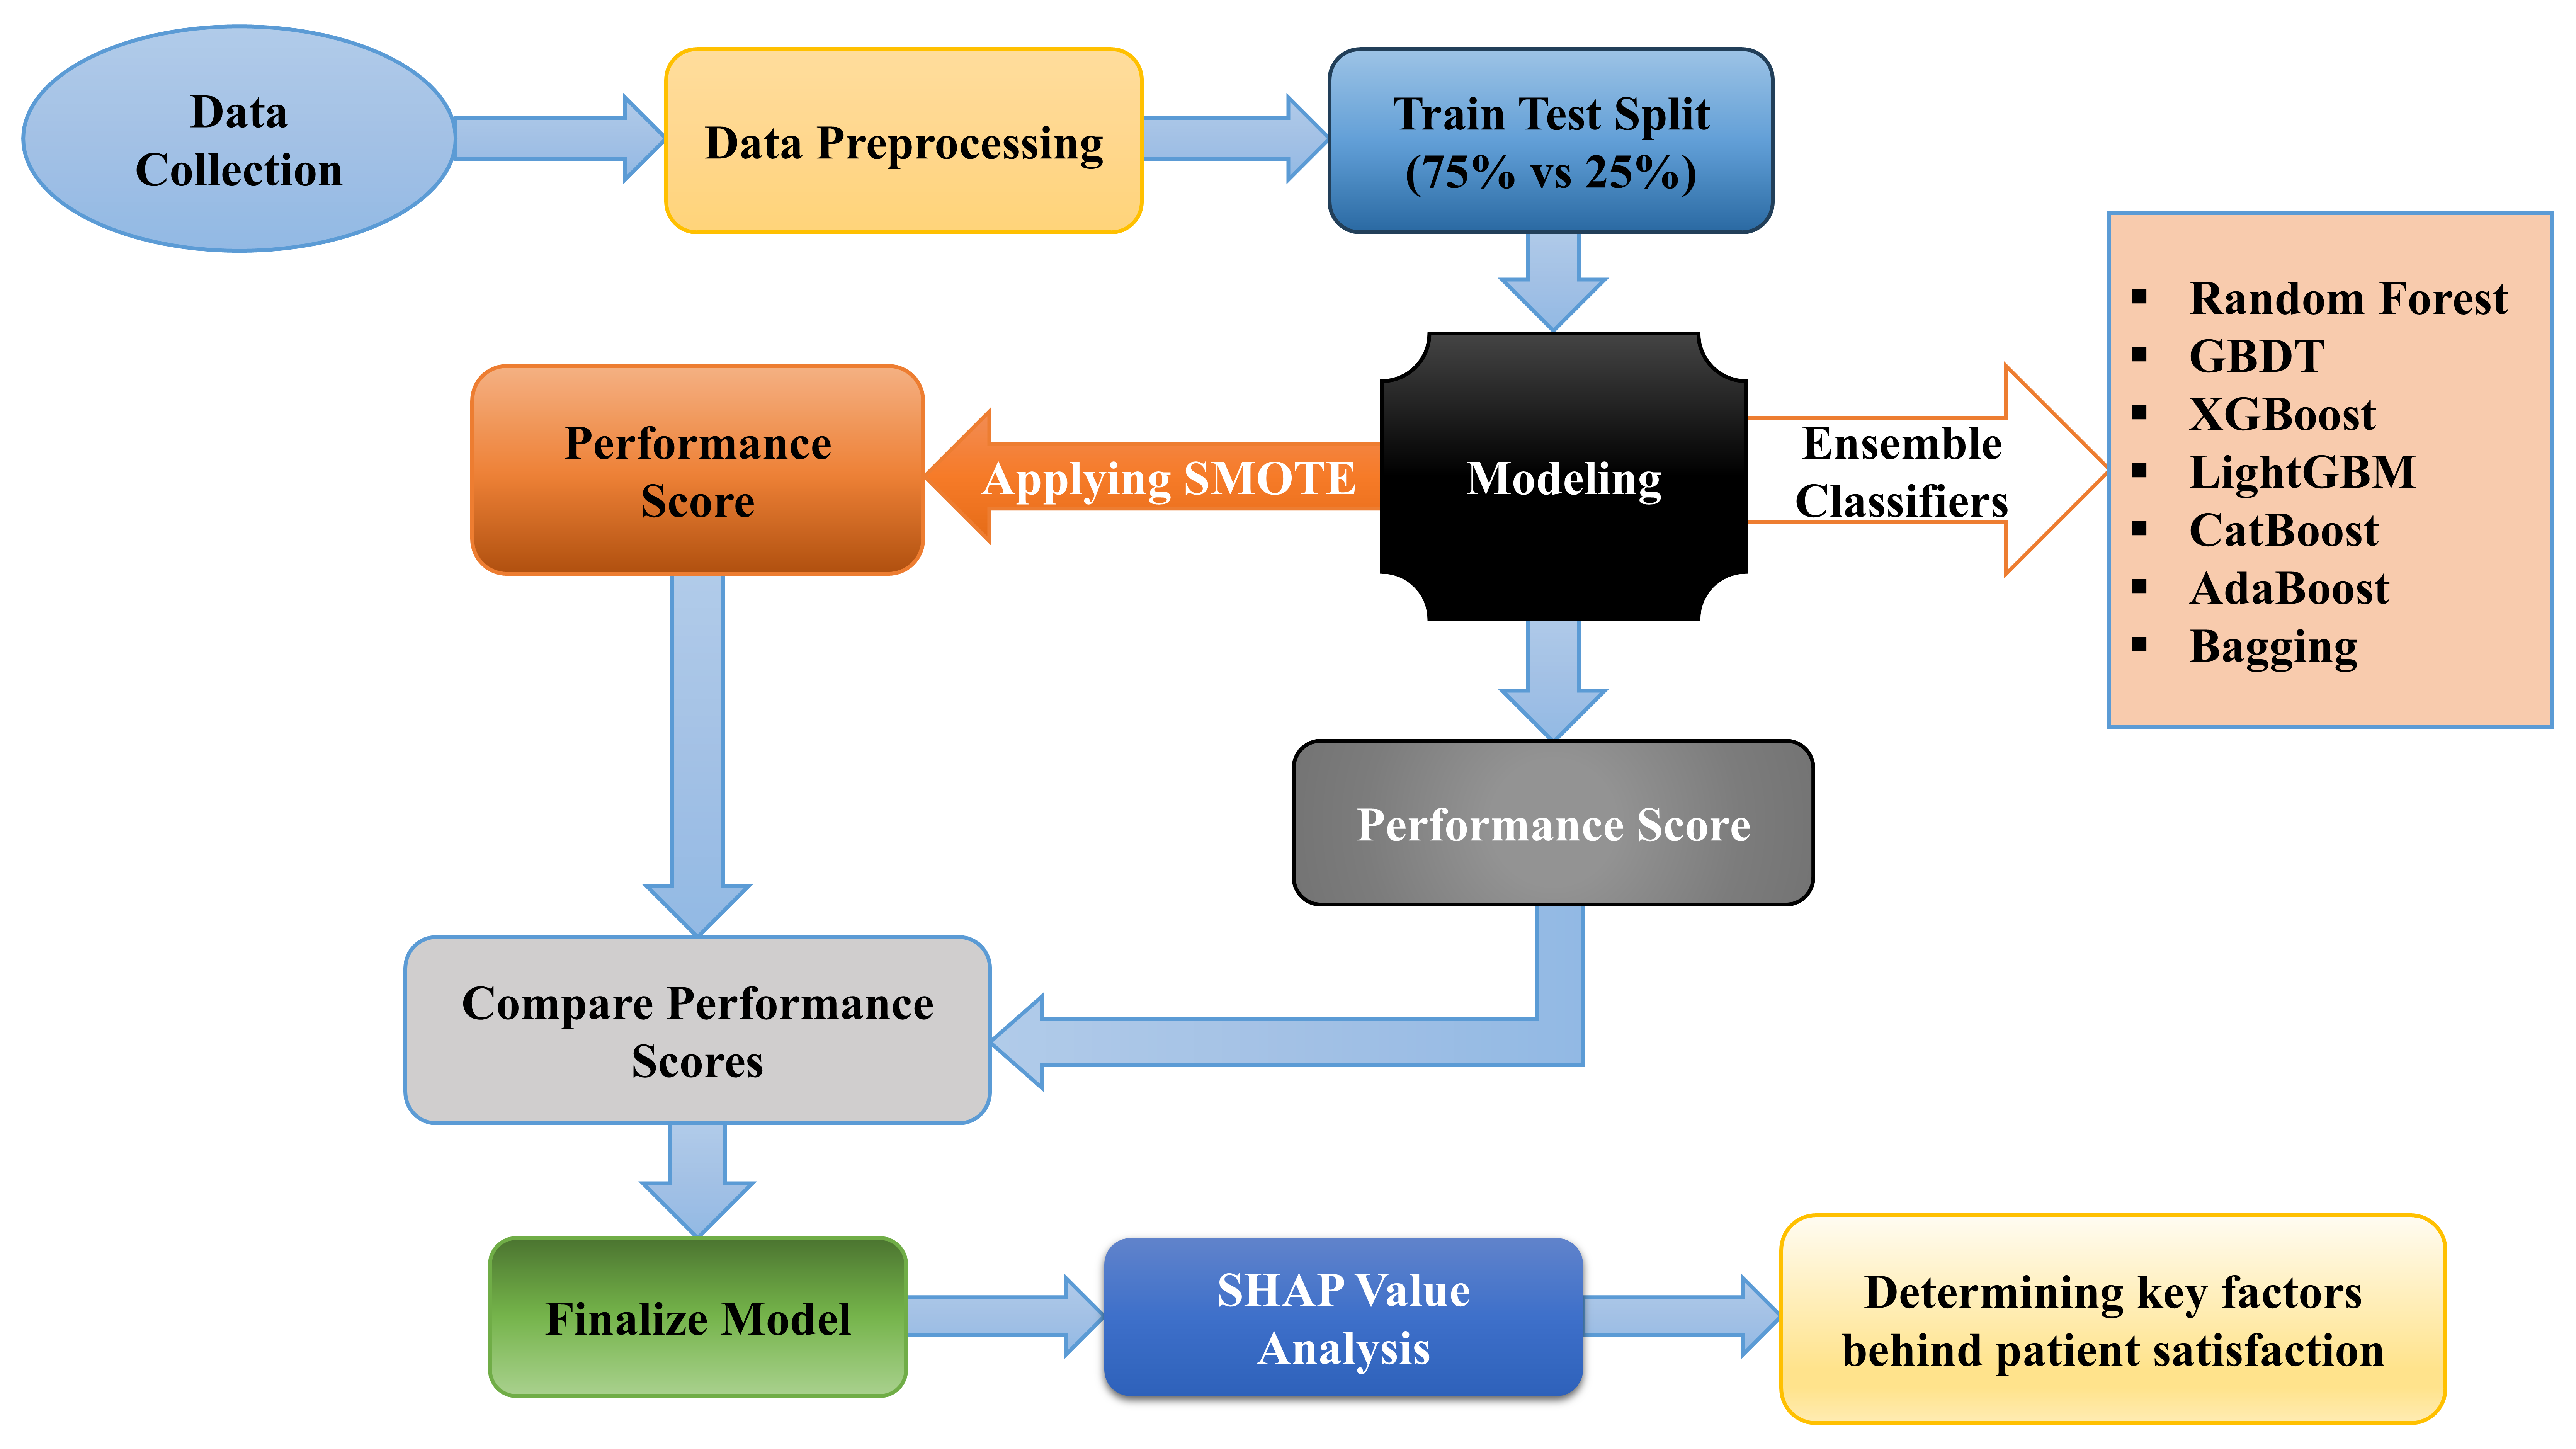 Data
Collection
Data Preprocessing
Train Test Split
(75% vs 25%)
Performance
Score
Applying SMOTE
Modeling
Ensemble
Classifiers
▪ Random Forest
▪ GBDT
▪ XGBoost
▪ LightGBM
▪ CatBoost
▪ AdaBoost
▪ Bagging
Performance Score
Compare Performance
Scores
Finalize Model
SHAP Value
Analysis
Determining key factors
behind patient satisfaction